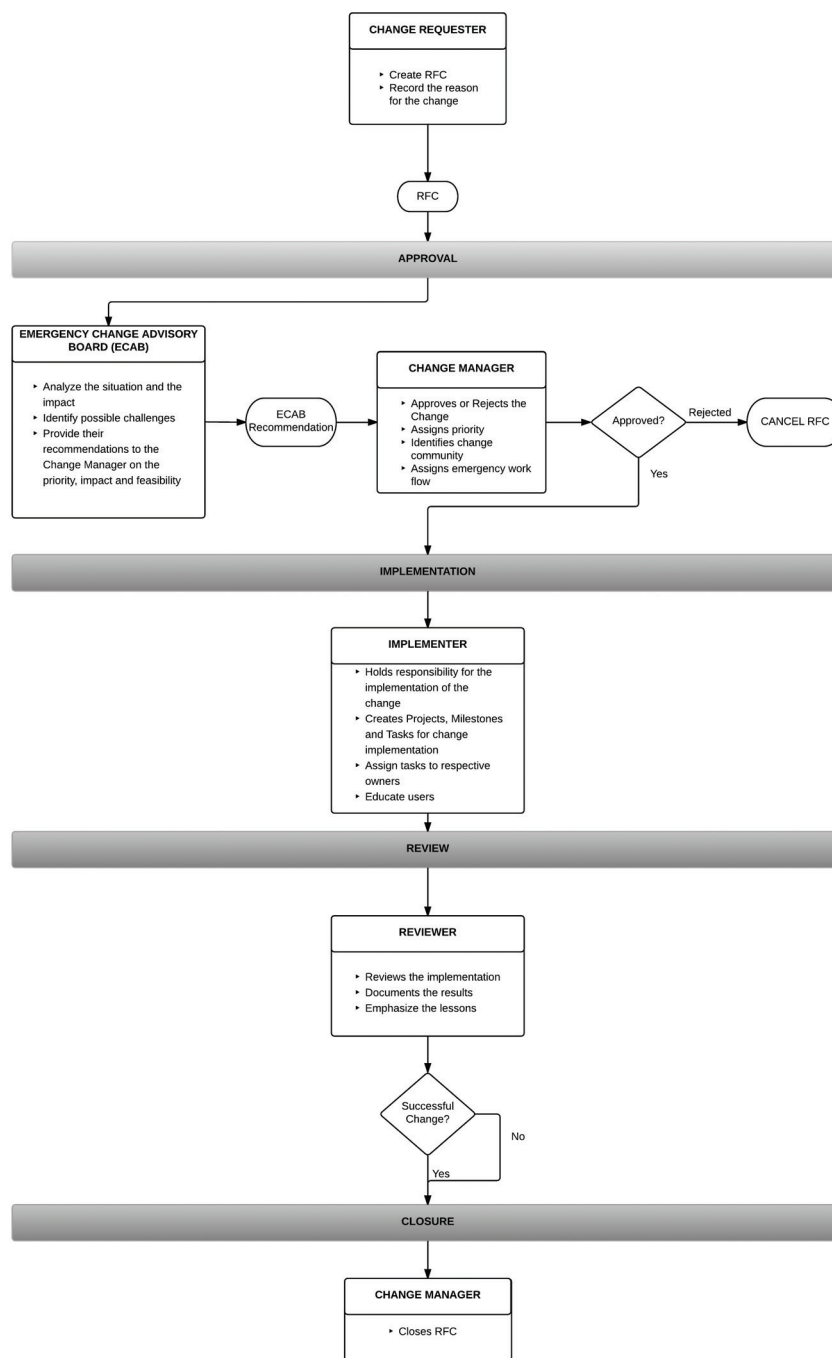 CHANGE REQUESTER
‣ Create RFC
‣ Record the reason
for the change
RFC
APPROVAL
EMERGENCY CHANGE ADVISORY
BOARD (ECAB)
‣ Analyze the situation and the
impact
‣ Identify possible challenges
‣ Provide their
recommendations to the
Change Manager on the
priority, impact and feasibility
ECAB
Recommendation
CHANGE MANAGER
‣ Approves or Rejects the
Change
‣ Assigns priority
‣ Identifies change
community
‣ Assigns emergency work
flow
Approved?
Rejected
CANCEL RFC
Yes
IMPLEMENTATION
IMPLEMENTER
‣ Holds responsibility for the
implementation of the
change
‣ Creates Projects, Milestones
and Tasks for change
implementation
‣ Assign tasks to respective
owners
‣ Educate users
REVIEW
REVIEWER
‣ Reviews the implementation
‣ Documents the results
‣ Emphasize the lessons
Successful
Change?
No
Yes
CLOSURE
CHANGE MANAGER
‣ Closes RFC